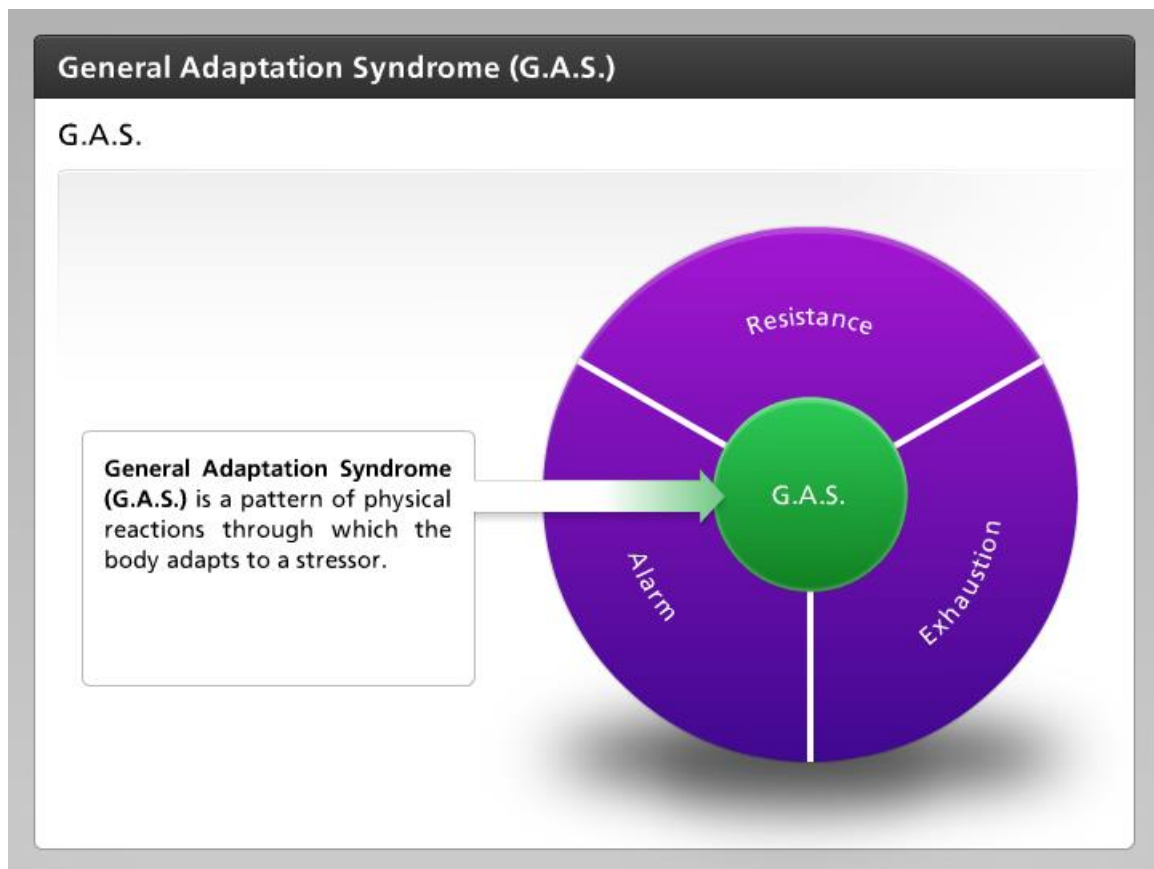 General Adaptation Syndrome (G.A.S.)
G.A.S.
General Adaptation Syndrome
(G.A.S.) is a pattern of physical
reactions through which the
body adapts to a stressor.
Resistance
G.A.S.
Alarm
Exhaustion